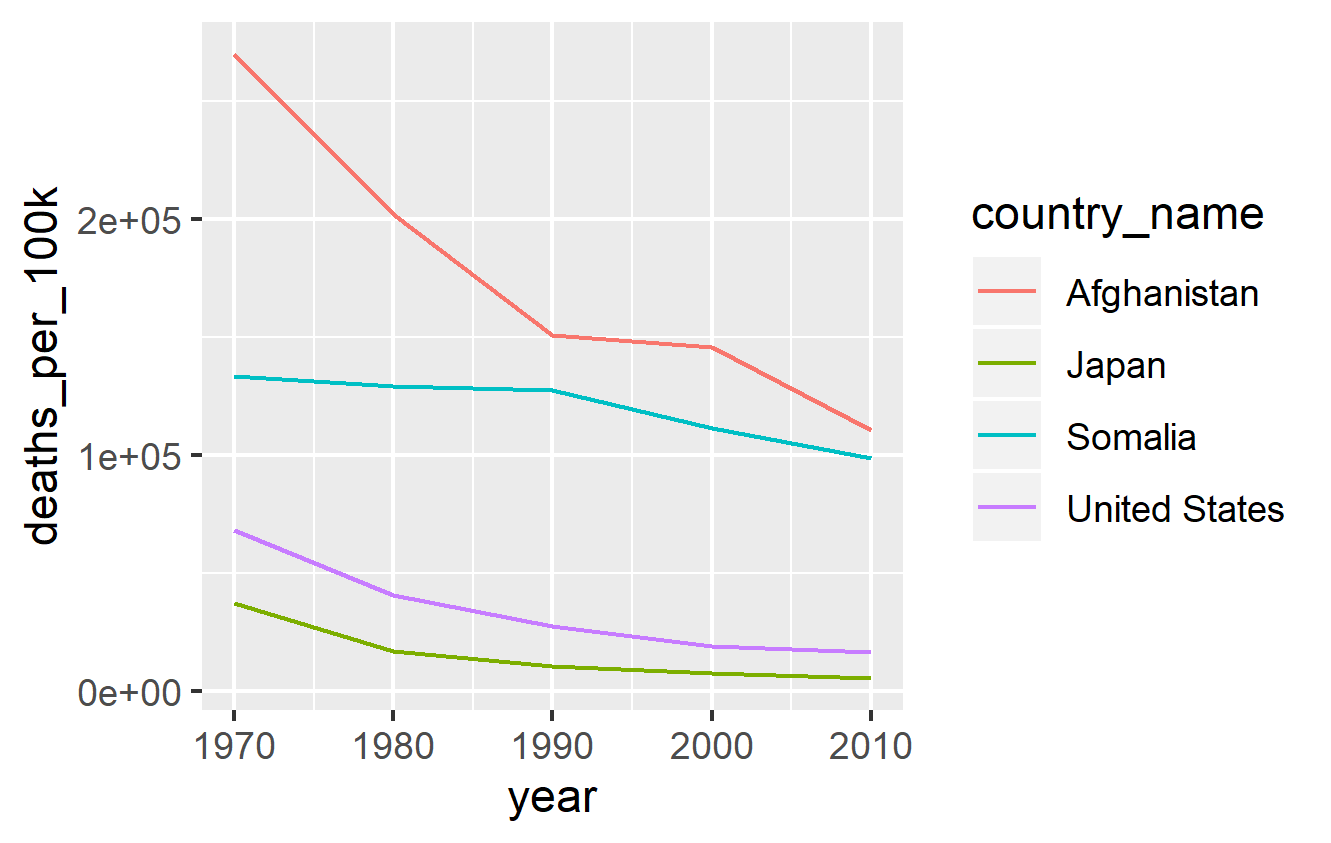 deaths_per_100k
2e+05
1e+05
0e+00
1970 1980 1990 2000 2010
year
country_name
Afghanistan
Japan
Somalia
United States